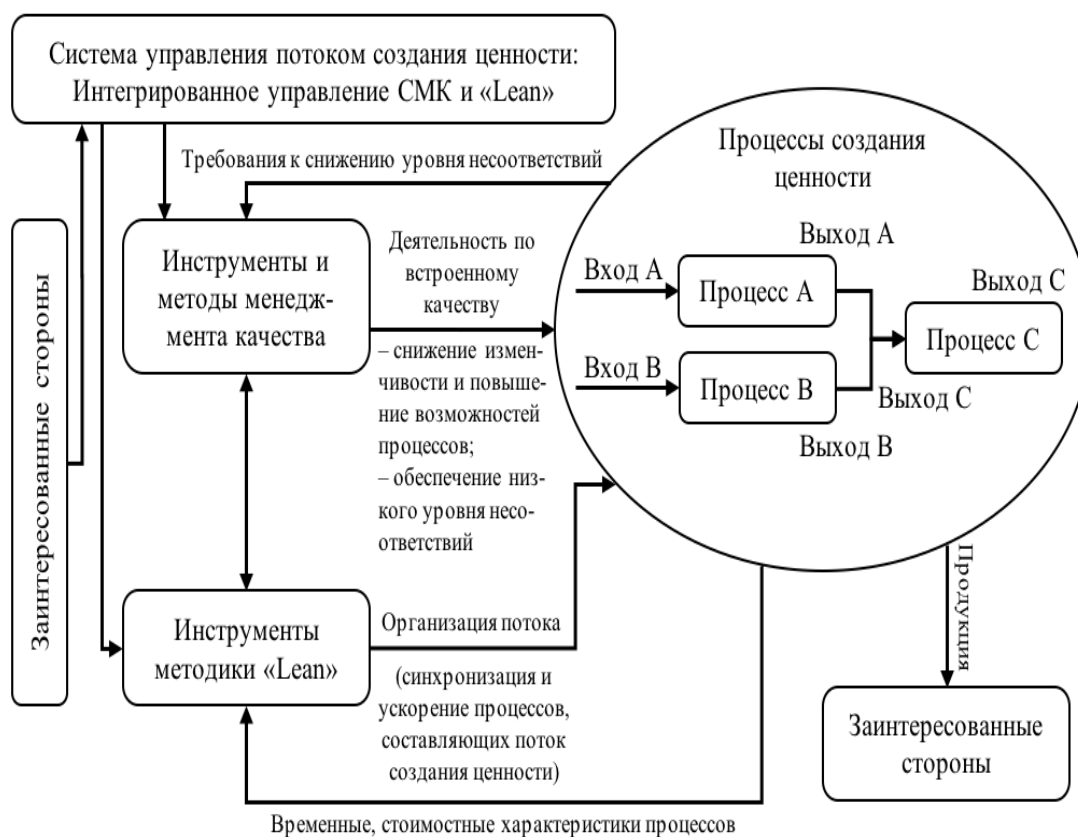 Система управления потоком создания ценности:
Интегрированное управление СМК и «Lean»
Требования к снижению уровня несоответствий
Процессы создания
ценности
Заинтересованные стороны
Инструменты и
методы менедж-
мента качества
Деятельность по
встроенному
качеству
– снижение измен-
чивости и повыше-
ние возможностей
процессов;
– обеспечение низ-
кого уровня несо-
ответствий
Вход А
Процесс А
Выход А
Вход В
Процесс В
Выход В
Выход С
Процесс С
Выход С
Инструменты
методики «Lean»
Организация потока
(синхронизация и
ускорение процессов,
составляющих поток
создания ценности)
Продукция
Заинтересованные
стороны
Временные, стоимостные характеристики процессов